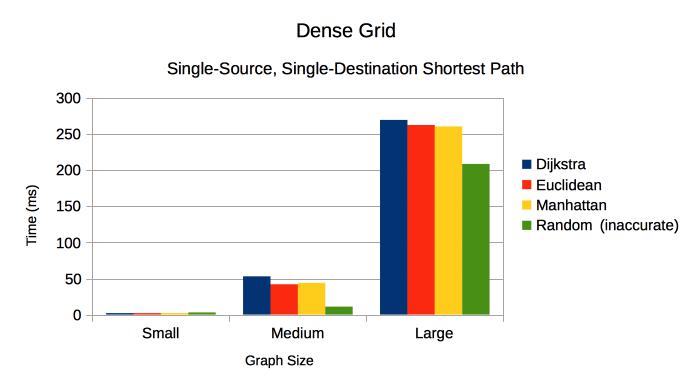 Dense Grid
Single-Source, Single-Destination Shortest Path
300
250
200
150
100
50
0
Time (ms)
Small
Medium
Large
Graph Size
Dijkstra
Euclidean
Manhattan
Random (inaccurate)